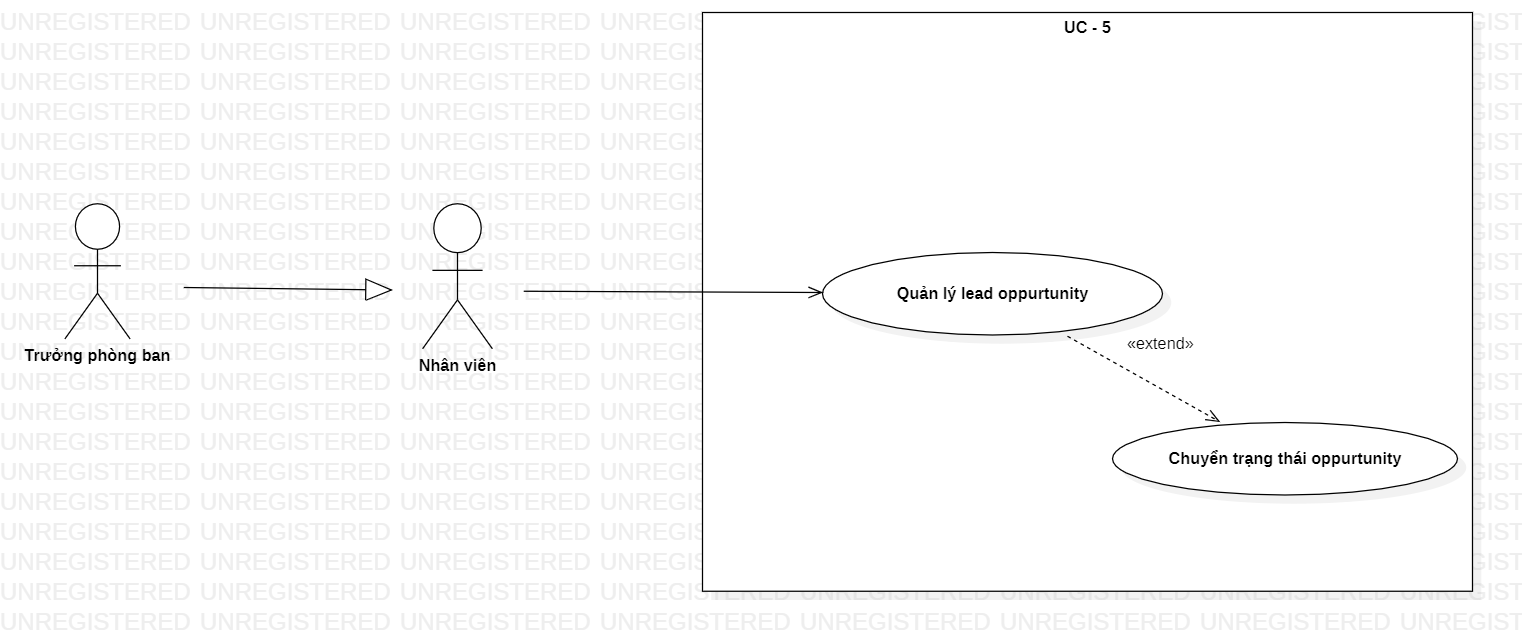 UC - 5
Trưởng phòng ban
Nhân viên
Quản lý lead oppurtunity
«extend»
Chuyển trạng thái oppurtunity
UNREGISTERED UNREGISTERED UNREGISTERED UNREGISTERED UNREGISTERED UNREGISTERED UNREGISTERED